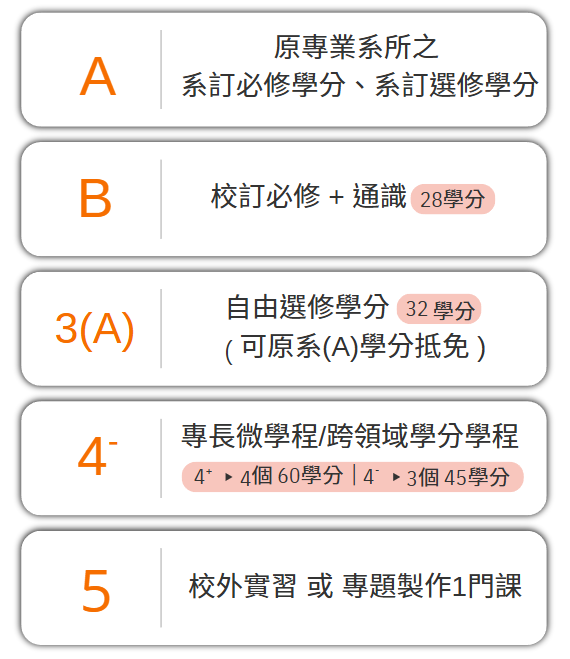 A
原專業系所之
系訂必修學分、系訂選修學分
B
校訂必修 + 通識 28學分
3(A)
自由選修學分 32 學分
( 可原系(A)學分抵免 )
4⁻
專長微學程/跨領域學分學程
4⁺ ▸ 4個 60學分 | 4⁻ ▸ 3個 45學分
5
校外實習 或 專題製作1門課